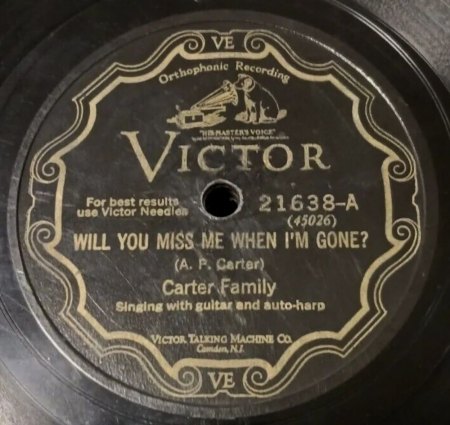 VE
Orthophonic Recording
"HIS MASTER'S VOICE"
VICTOR
For best results
use Victor Needles
21638-A
(45026)
WILL YOU MISS ME WHEN I'M GONE?
(A. P. Carter)
Carter Family
Singing with guitar and auto-harp
VICTOR TALKING MACHINE CO.
Camden, N.J.
VE